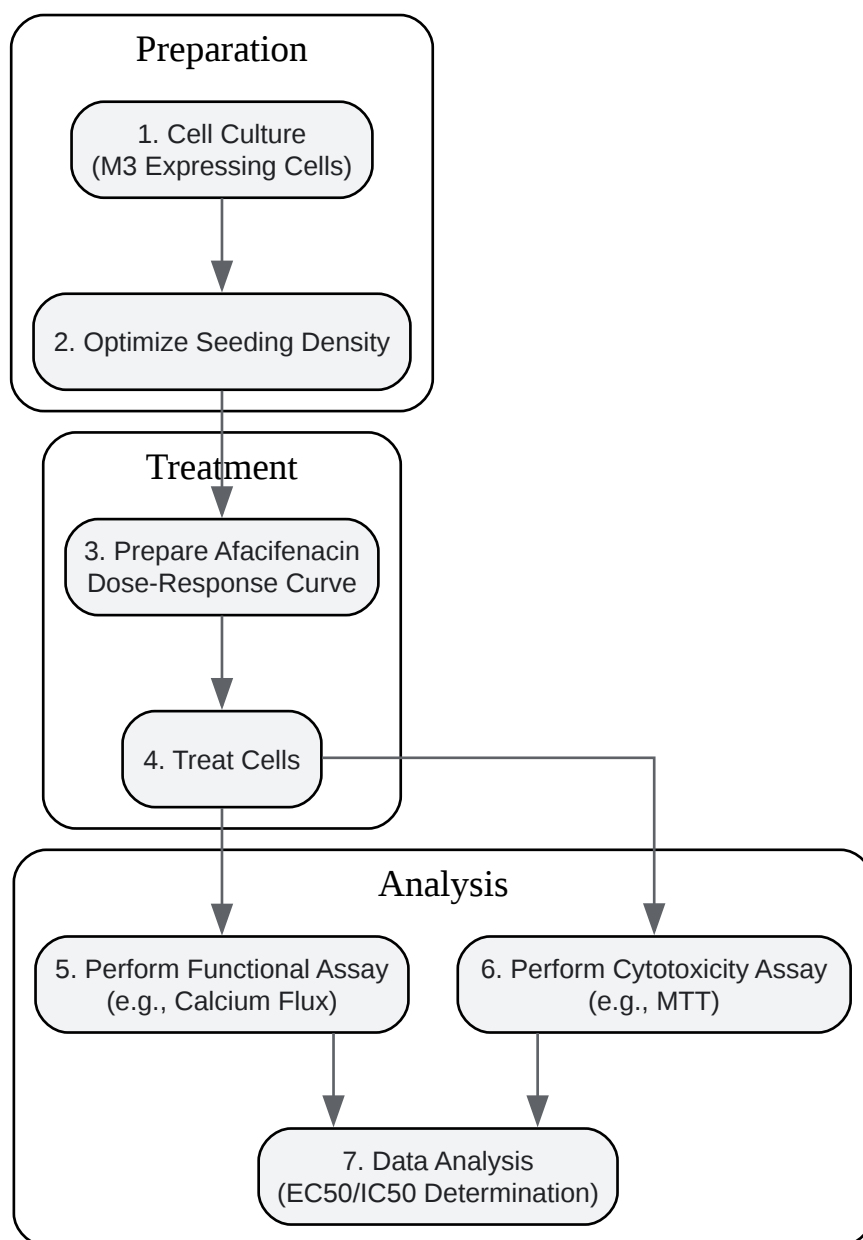 Preparation
1. Cell Culture
(M3 Expressing Cells)
2. Optimize Seeding Density
Treatment
3. Prepare Afacifenacin
Dose-Response Curve
4. Treat Cells
Analysis
5. Perform Functional Assay
(e.g., Calcium Flux)
6. Perform Cytotoxicity Assay
(e.g., MTT)
7. Data Analysis
(EC50/IC50 Determination)